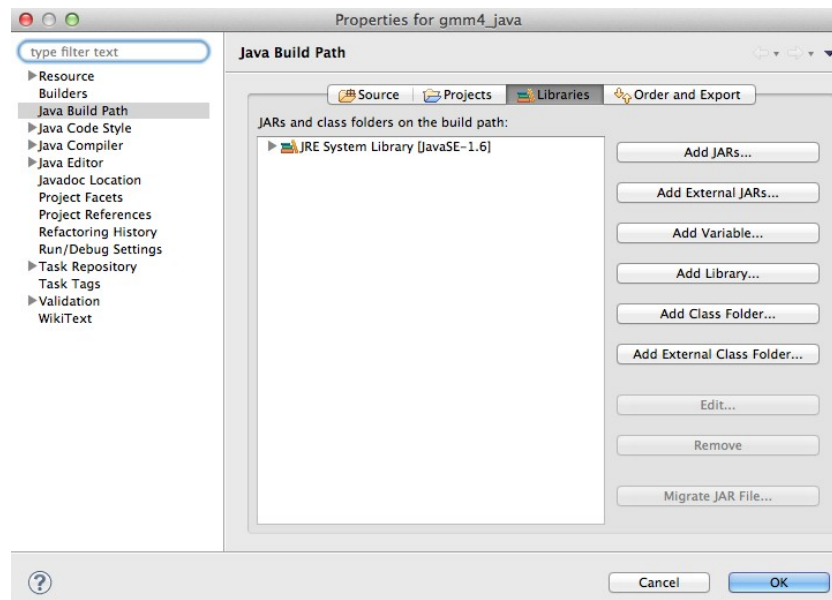 Properties for gmm4_java
type filter text
Resource
Builders
Java Build Path
Java Code Style
Java Compiler
Java Editor
Javadoc Location
Project Facets
Project References
Refactoring History
Run/Debug Settings
Task Repository
Task Tags
Validation
WikiText
Java Build Path
Source Projects Libraries Order and Export
JARs and class folders on the build path:
JRE System Library [JavaSE-1.6]
Add JARs...
Add External JARs...
Add Variable...
Add Library...
Add Class Folder...
Add External Class Folder...
Edit...
Remove
Migrate JAR File...
?
Cancel OK